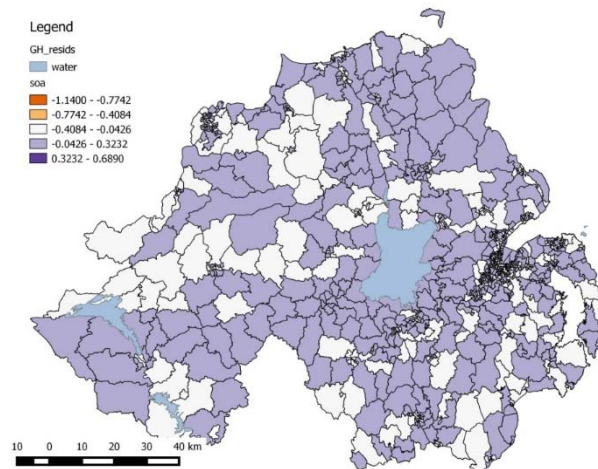 Legend
GH_resids
water
soa
-1.1400 - -0.7742
-0.7742 - -0.4084
-0.4084 - -0.0426
-0.0426 - 0.3232
0.3232 - 0.6890
10 0 10 20 30 40 km